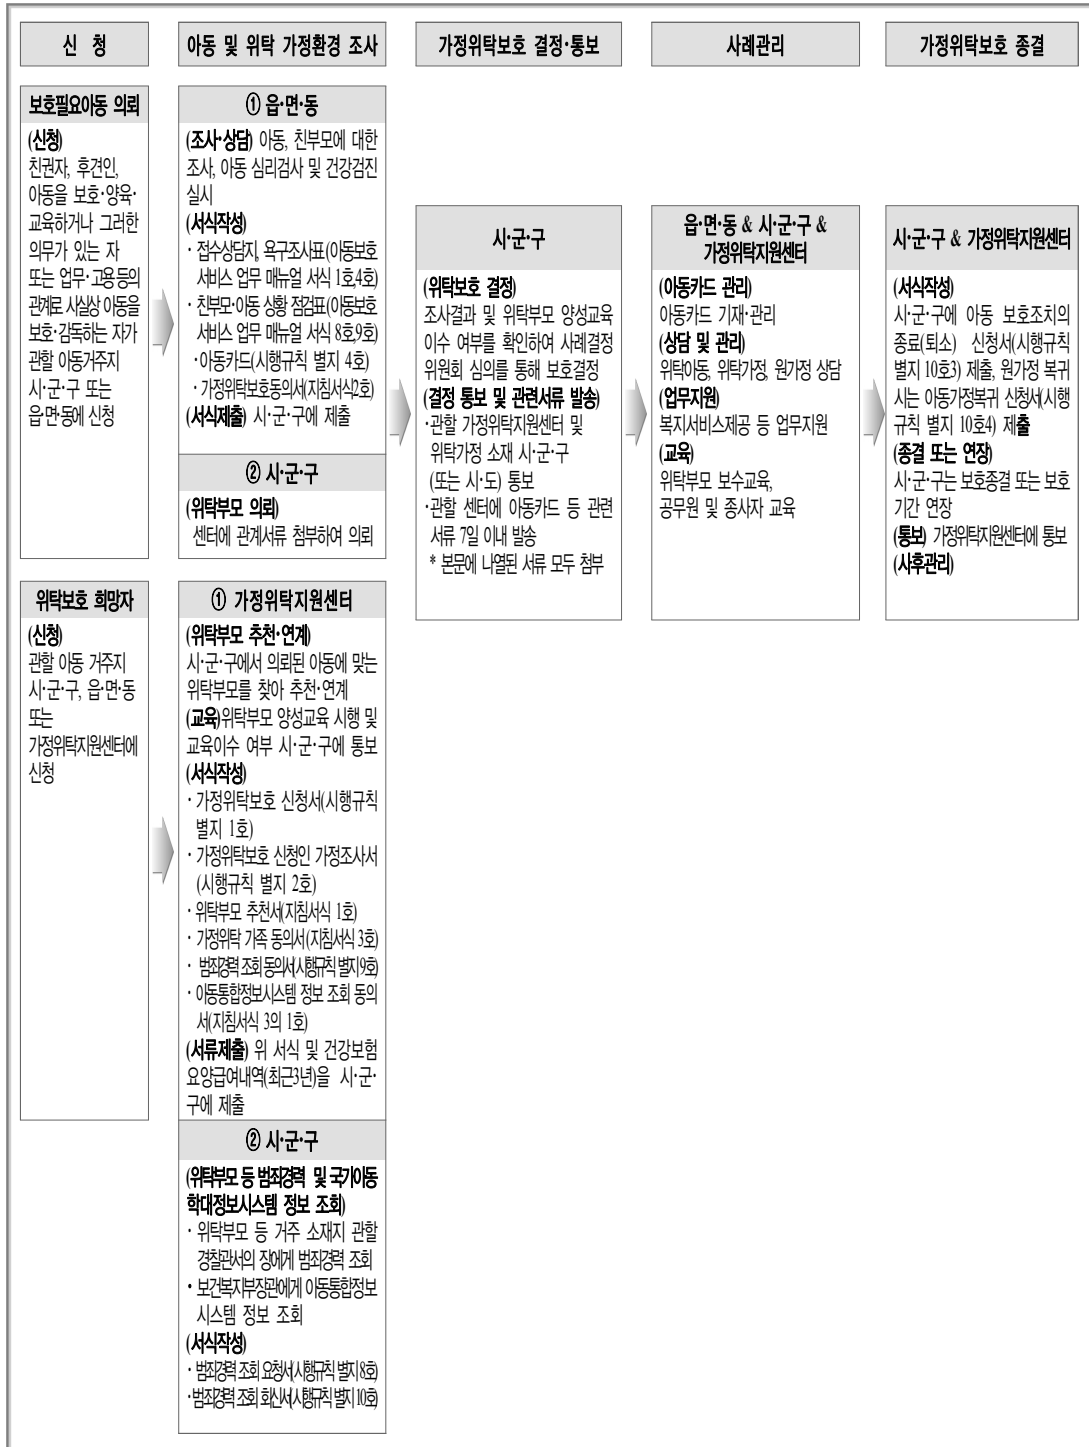 신 청
아동 및 위탁 가정환경 조사
가정위탁보호 결정·통보
사례관리
가정위탁보호 종결
보호필요아동 의뢰
(신청)
친권자, 후견인,
아동을 보호·양육·
교육하거나 그러한
의무가 있는 자
또는 업무·고용 등의
관계로 사실상 아동을
보호·감독하는 자가
관할 아동거주지
시·군·구 또는
읍·면·동에 신청
① 읍·면·동
(조사·상담) 아동, 친부모에 대한
조사, 아동 심리검사 및 건강검진
실시
(서식작성)
· 접수상담지, 욕구조사표(아동보호
서비스 업무 매뉴얼 서식 1호,4호)
· 친부모·아동 상황 점검표(아동보호
서비스 업무 매뉴얼 서식 8호,9호)
·아동카드(시행규칙 별지 4호)
· 가정위탁보호동의서(지침서식2호)
(서식제출) 시·군·구에 제출
② 시·군·구
(위탁부모 의뢰)
센터에 관계서류 첨부하여 의뢰
시·군·구
(위탁보호 결정)
조사결과 및 위탁부모 양성교육
이수 여부를 확인하여 사례결정
위원회 심의를 통해 보호결정
(결정 통보 및 관련서류 발송)
·관할 가정위탁지원센터 및
위탁가정 소재 시·군·구
(또는 시·도) 통보
·관할 센터에 아동카드 등 관련
서류 7일 이내 발송
* 본문에 나열된 서류 모두 첨부
읍·면·동 & 시·군·구 &
가정위탁지원센터
(아동카드 관리)
아동카드 기재·관리
(상담 및 관리)
위탁아동, 위탁가정, 원가정 상담
(업무지원)
복지서비스제공 등 업무지원
(교육)
위탁부모 보수교육,
공무원 및 종사자 교육
시·군·구 & 가정위탁지원센터
(서식작성)
시·군·구에 아동 보호조치의
종료(퇴소) 신청서(시행규칙
별지 10호3) 제출, 원가정 복귀
시는 아동가정복귀 신청서(시행
규칙 별지 10호4) 제출
(종결 또는 연장)
시·군·구는 보호종결 또는 보호
기간 연장
(통보) 가정위탁지원센터에 통보
(사후관리)
위탁보호 희망자
(신청)
관할 아동 거주지
시·군·구, 읍·면·동
또는
가정위탁지원센터에
신청
① 가정위탁지원센터
(위탁부모 추천·연계)
시·군·구에서 의뢰된 아동에 맞는
위탁부모를 찾아 추천·연계
(교육)위탁부모 양성교육 시행 및
교육이수 여부 시·군·구에 통보
(서식작성)
· 가정위탁보호 신청서(시행규칙
별지 1호)
· 가정위탁보호 신청인 가정조사서
(시행규칙 별지 2호)
· 위탁부모 추천서(지침서식 1호)
· 가정위탁 가족 동의서(지침서식 3호)
· 범죄경력 조회 동의서(시행규칙 별지 9호)
· 아동통합정보시스템 정보 조회 동의
서(지침서식 3의 1호)
(서류제출) 위 서식 및 건강보험
요양급여내역(최근3년)을 시·군·
구에 제출
② 시·군·구
(위탁부모 등 범죄경력 및 국가아동
학대정보시스템 정보 조회)
· 위탁부모 등 거주 소재지 관할
경찰관서의 장에게 범죄경력 조회
· 보건복지부장관에게 아동통합정보
시스템 정보 조회
(서식작성)
· 범죄경력 조회 요청서(시행규칙 별지 8호)
·범죄경력 조회 회신서(시행규칙 별지 10호)